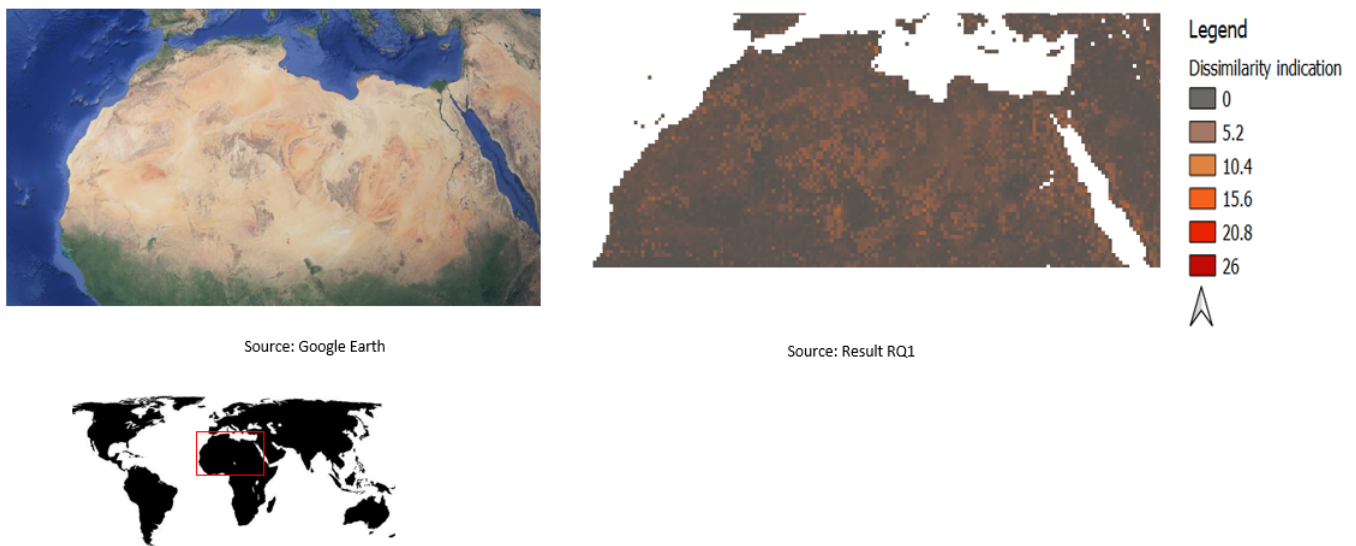 Legend
Dissimilarity indication
0
5.2
10.4
15.6
20.8
26
Source: Google Earth
Source: Result RQ1